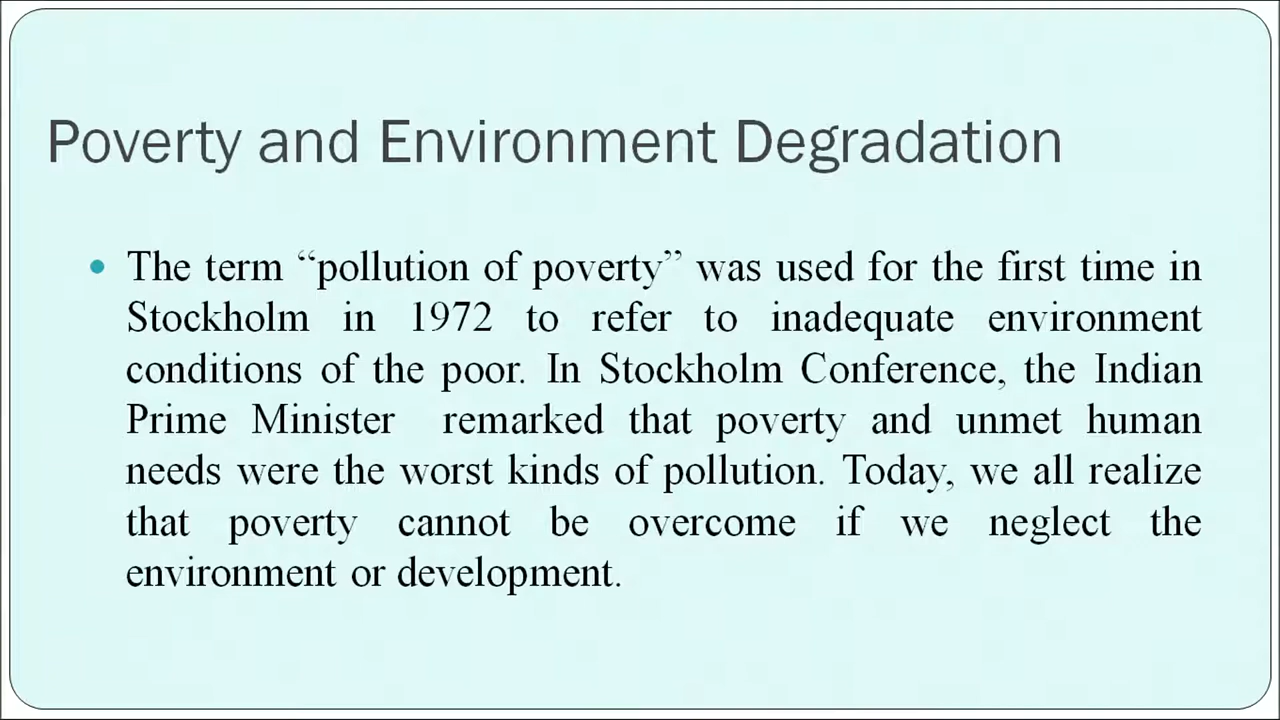 Poverty and Environment Degradation
• The term “pollution of poverty” was used for the first time in
Stockholm in 1972 to refer to inadequate environment
conditions of the poor. In Stockholm Conference, the Indian
Prime Minister remarked that poverty and unmet human
needs were the worst kinds of pollution. Today, we all realize
that poverty cannot be overcome if we neglect the
environment or development.